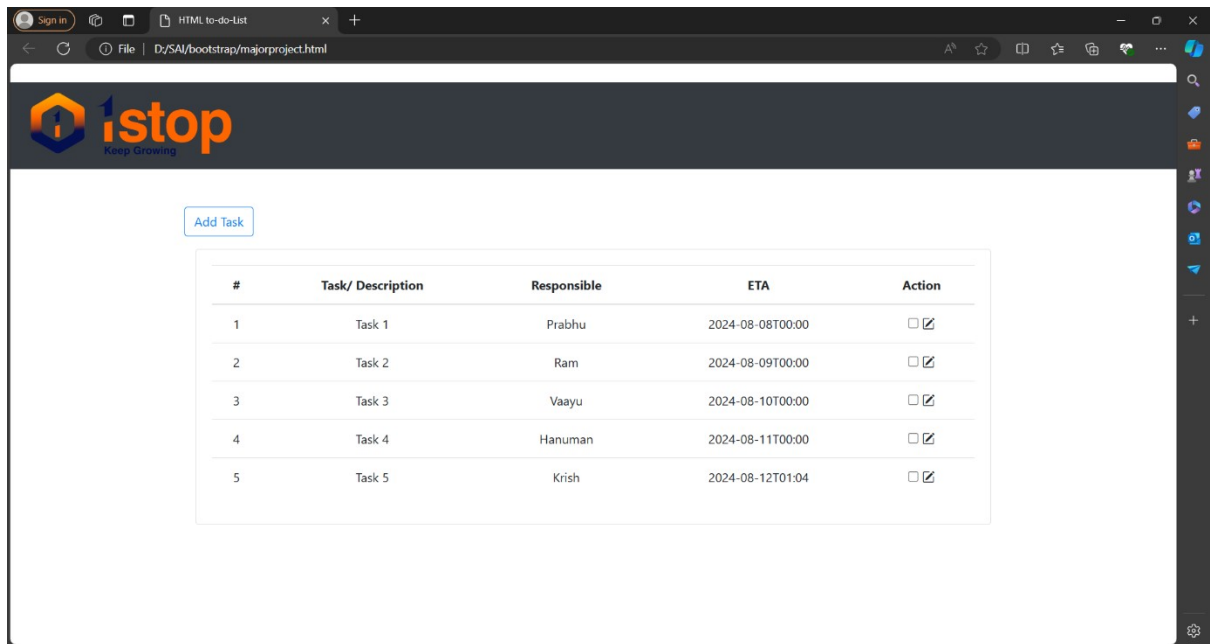 Sign in HTML to-do-List
File D:/SAI/bootstrap/majorproject.html
1stop
Keep Growing
Add Task
# Task/ Description Responsible ETA Action
1 Task 1 Prabhu 2024-08-08T00:00
2 Task 2 Ram 2024-08-09T00:00
3 Task 3 Vaayu 2024-08-10T00:00
4 Task 4 Hanuman 2024-08-11T00:00
5 Task 5 Krish 2024-08-12T01:04